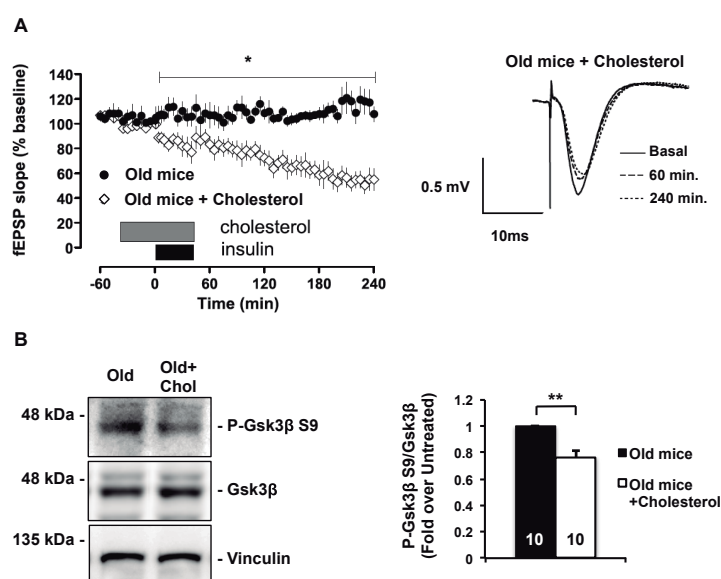 A
*
140
120
100
80
60
40
20
0
fEPSP slope (% baseline)
Old mice
Old mice + Cholesterol
cholesterol
insulin
-60 0 60 120 180 240
Time (min)
Old mice + Cholesterol
0.5 mV
10ms
Basal
60 min.
240 min.
B
Old Old+
Chol
48 kDa - - P-Gsk3β S9
48 kDa - - Gsk3β
135 kDa - - Vinculin
**
1.2
1
0.8
0.6
0.4
0.2
0
P-Gsk3β S9/Gsk3β
(Fold over Untreated)
10 10
Old mice
Old mice
+Cholesterol